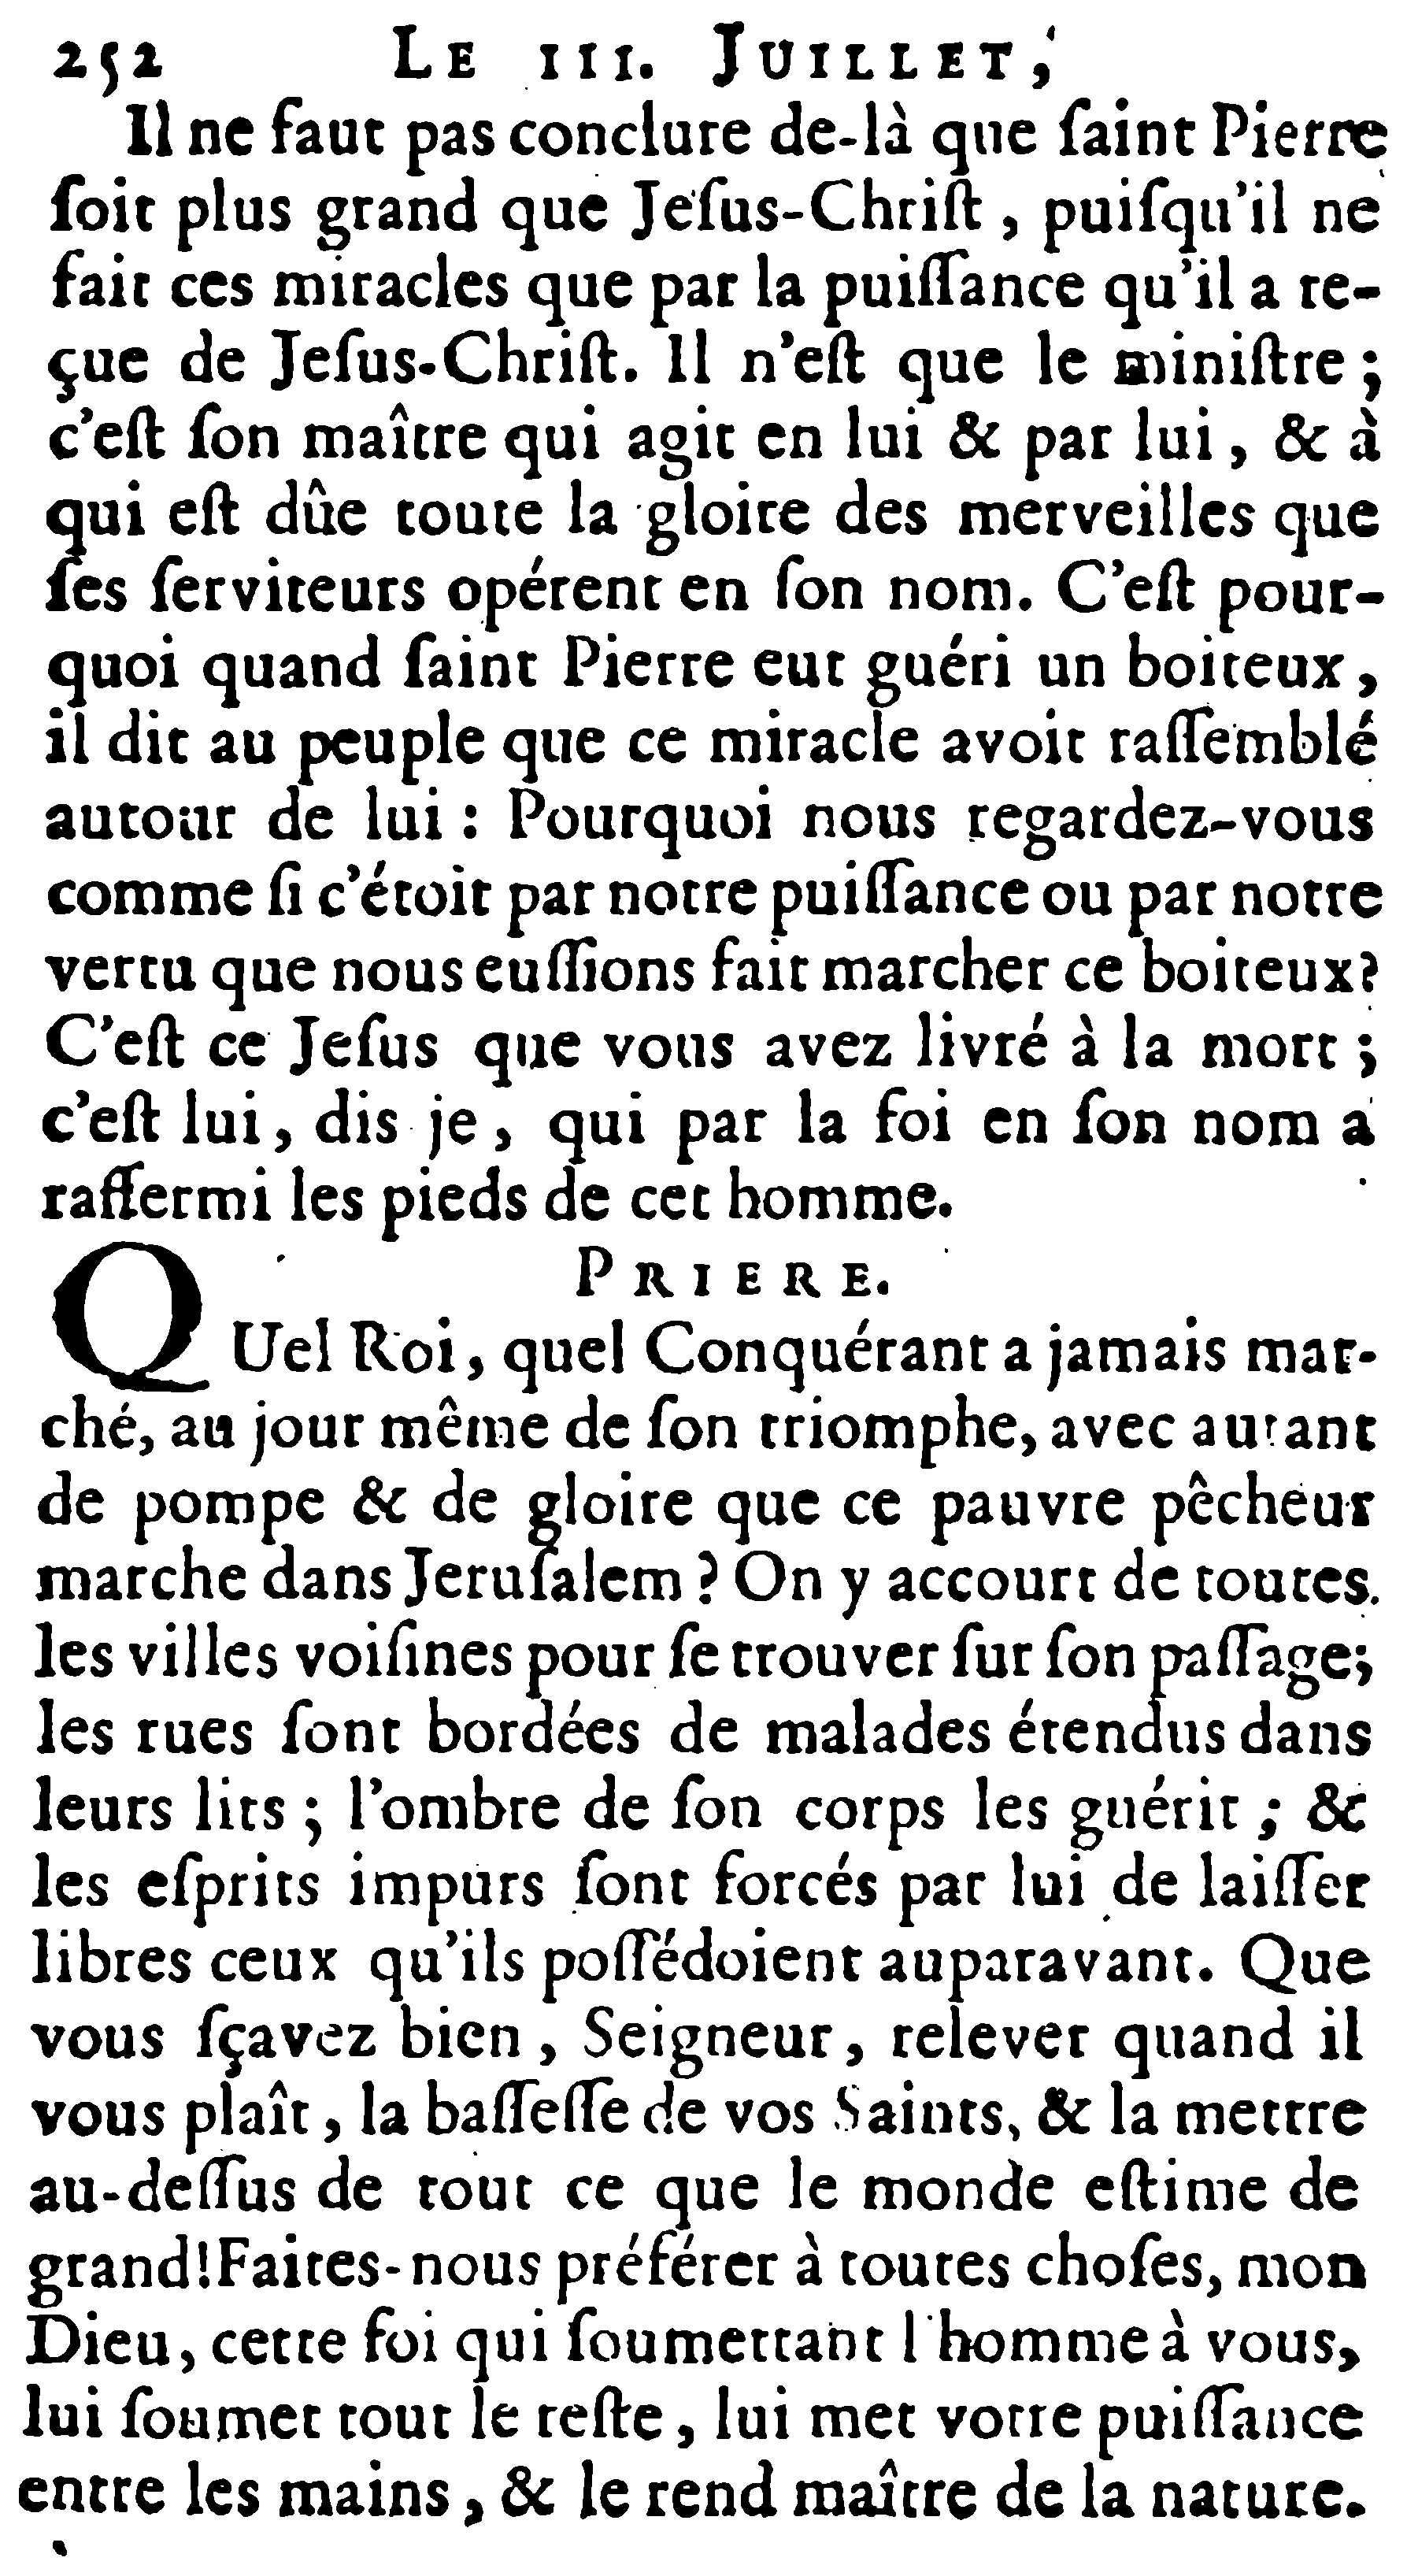 252 LE III. JUILLET,
Il ne faut pas conclure de-là que ſaint Pierre
ſoit plus grand que Jeſus-Chriſt, puiſqu'il ne
fait ces miracles que par la puiſſance qu'il a re-
çue de Jeſus-Chriſt. Il n'eſt que le miniſtre ;
c'eſt ſon maître qui agit en lui & par lui, & à
qui eſt dûe toute la gloire des merveilles que
ſes ſerviteurs opérent en ſon nom. C'eſt pour-
quoi quand ſaint Pierre eut guéri un boiteux,
il dit au peuple que ce miracle avoit raſſemblé
autour de lui : Pourquoi nous regardez-vous
comme ſi c'étoit par notre puiſſance ou par notre
vertu que nous euſſions fait marcher ce boiteux ?
C'eſt ce Jeſus que vous avez livré à la mort ;
c'eſt lui, dis je, qui par la foi en ſon nom a
raffermi les pieds de cet homme.
PRIERE.
QUel Roi, quel Conquérant a jamais mar-
ché, au jour même de ſon triomphe, avec autant
de pompe & de gloire que ce pauvre pêcheur
marche dans Jeruſalem ? On y accourt de toutes
les villes voiſines pour ſe trouver ſur ſon paſſage ;
les rues ſont bordées de malades étendus dans
leurs lits ; l'ombre de ſon corps les guérit ; &
les eſprits impurs ſont forcés par lui de laiſſer
libres ceux qu'ils poſſédoient auparavant. Que
vous ſçavez bien, Seigneur, relever quand il
vous plaît, la baſſeſſe de vos Saints, & la mettre
au-deſſus de tout ce que le monde eſtime de
grand ! Faites-nous préférer à toutes choſes, mon
Dieu, cette foi qui ſoumettant l'homme à vous,
lui ſoumet tout le reſte, lui met votre puiſſance
entre les mains, & le rend maître de la nature.